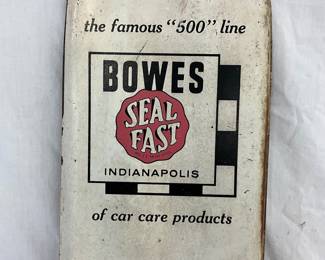 the famous "500" line
BOWES
SEAL
FAST
INDIANAPOLIS
of car care products